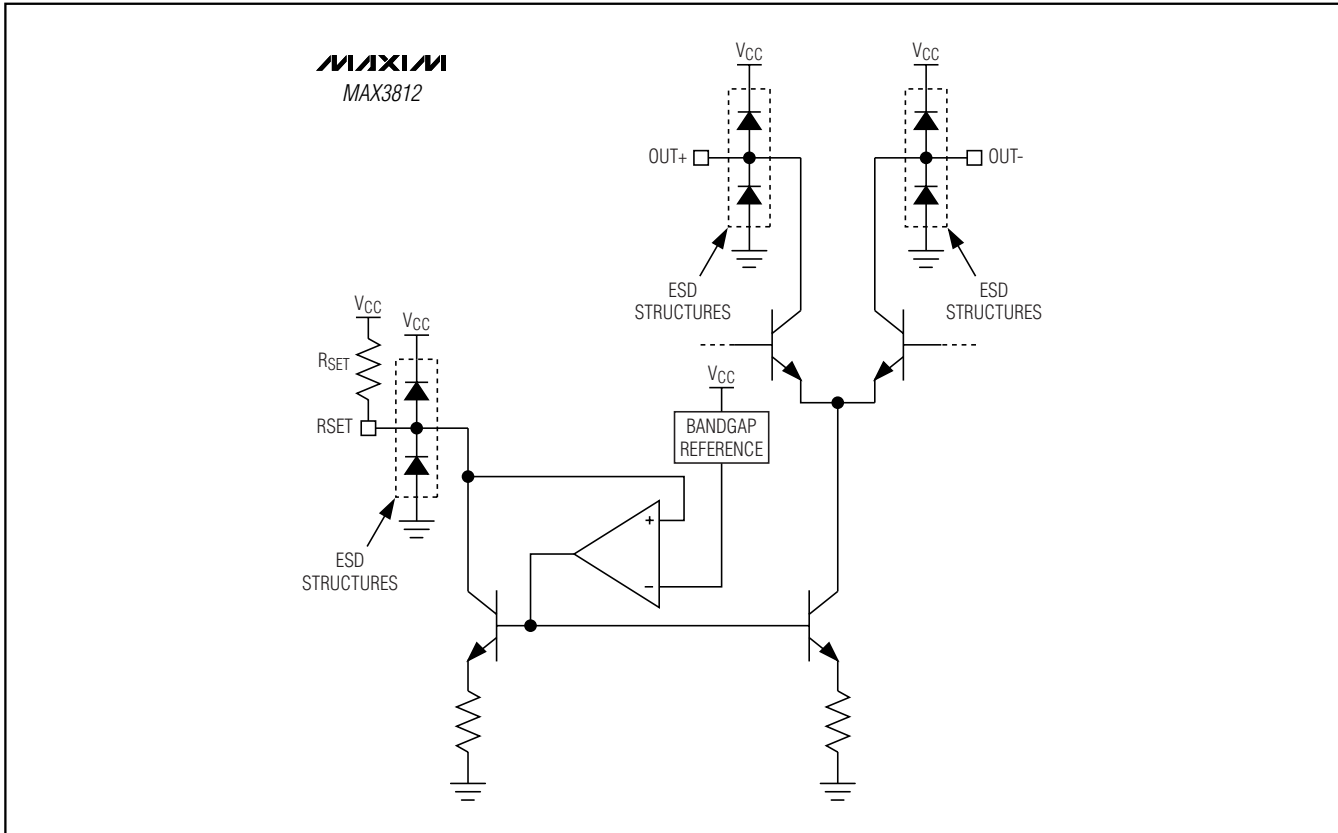 MAXIM
MAX3812
VCC
VCC
OUT+
OUT-
ESD
STRUCTURES
ESD
STRUCTURES
VCC
VCC
RSET
RSET
VCC
BANDGAP
REFERENCE
+
−
ESD
STRUCTURES